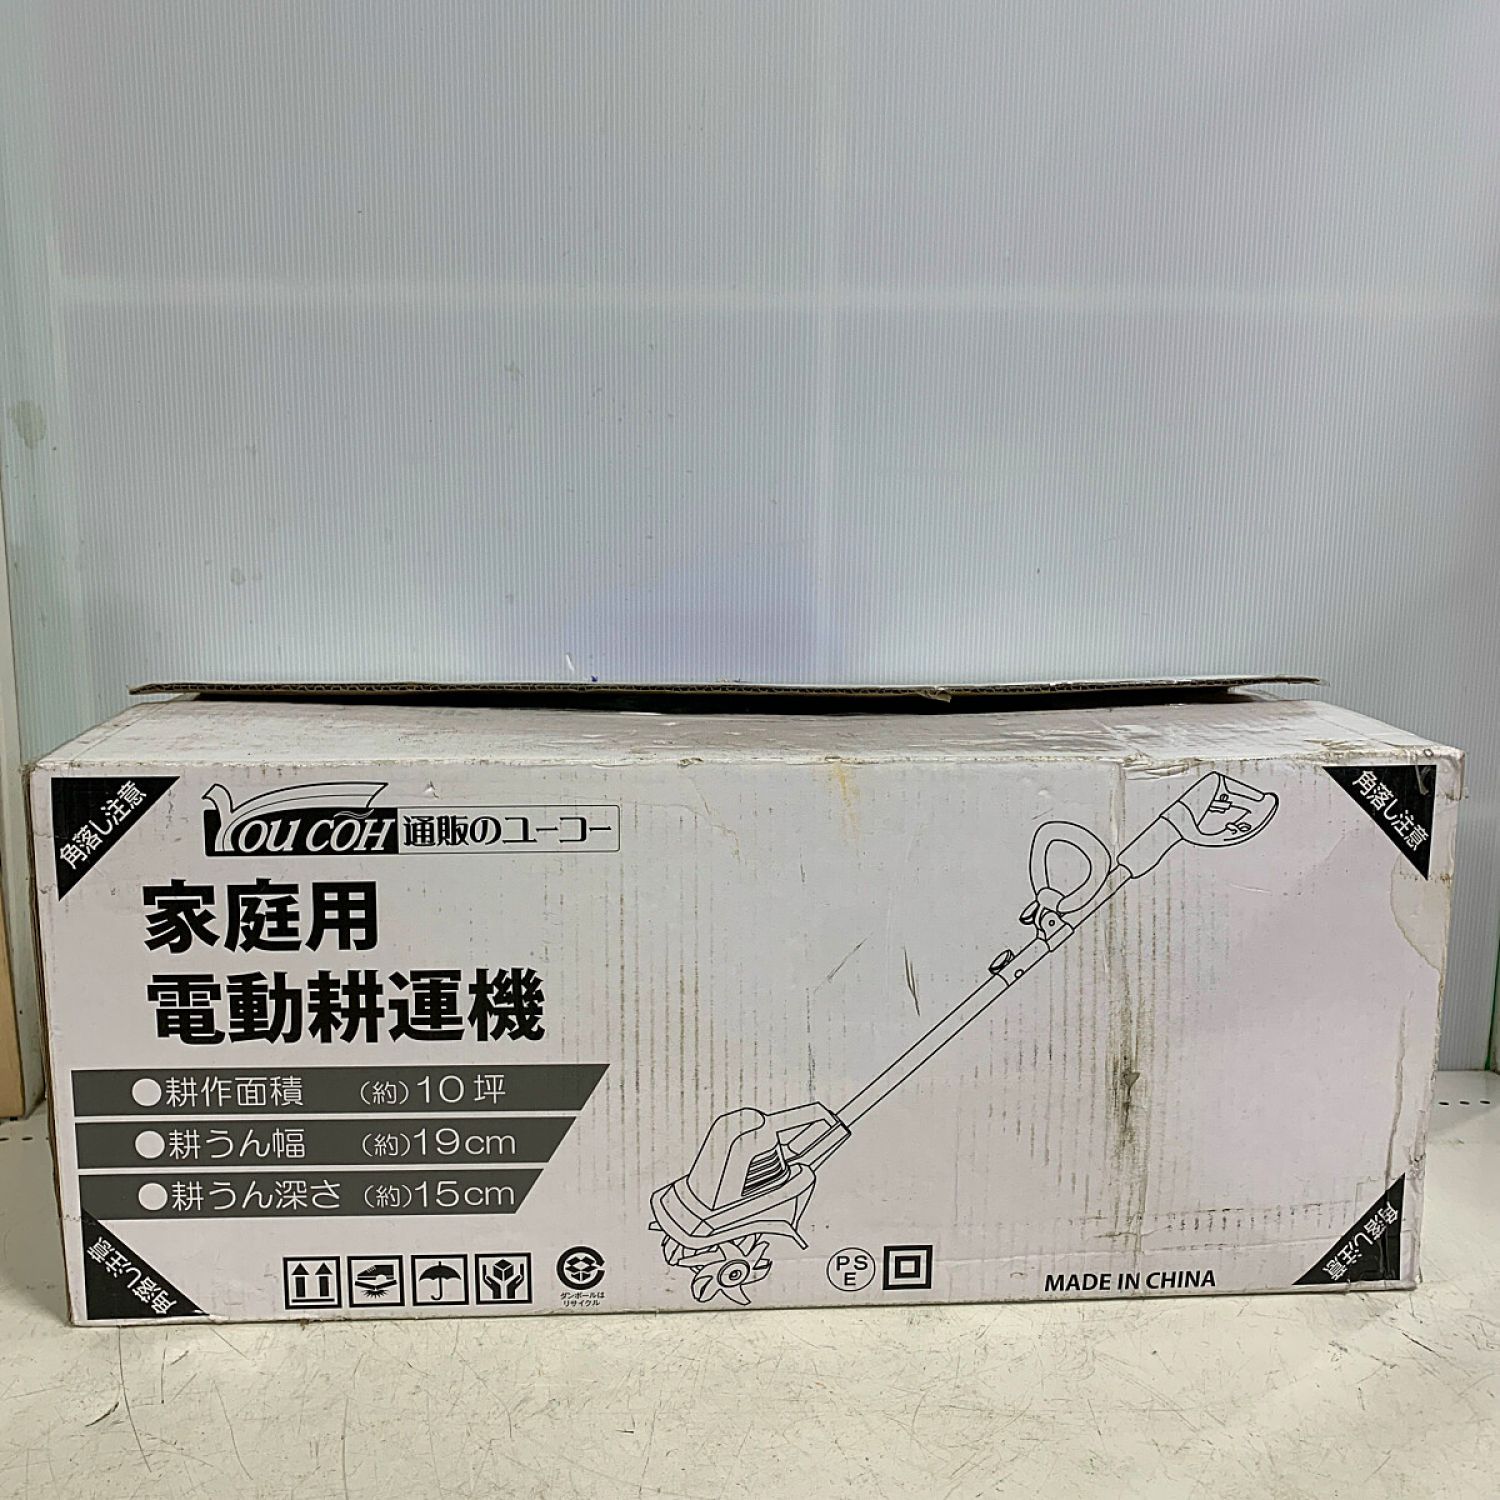 角落し注意
YOU COH 通販のユーコー
角落し注意
家庭用
電動耕運機
●耕作面積 (約)10坪
●耕うん幅 (約)19cm
●耕うん深さ (約)15cm
角落し注意
ダンボールは
リサイクル
PS
E
MADE IN CHINA
角落し注意